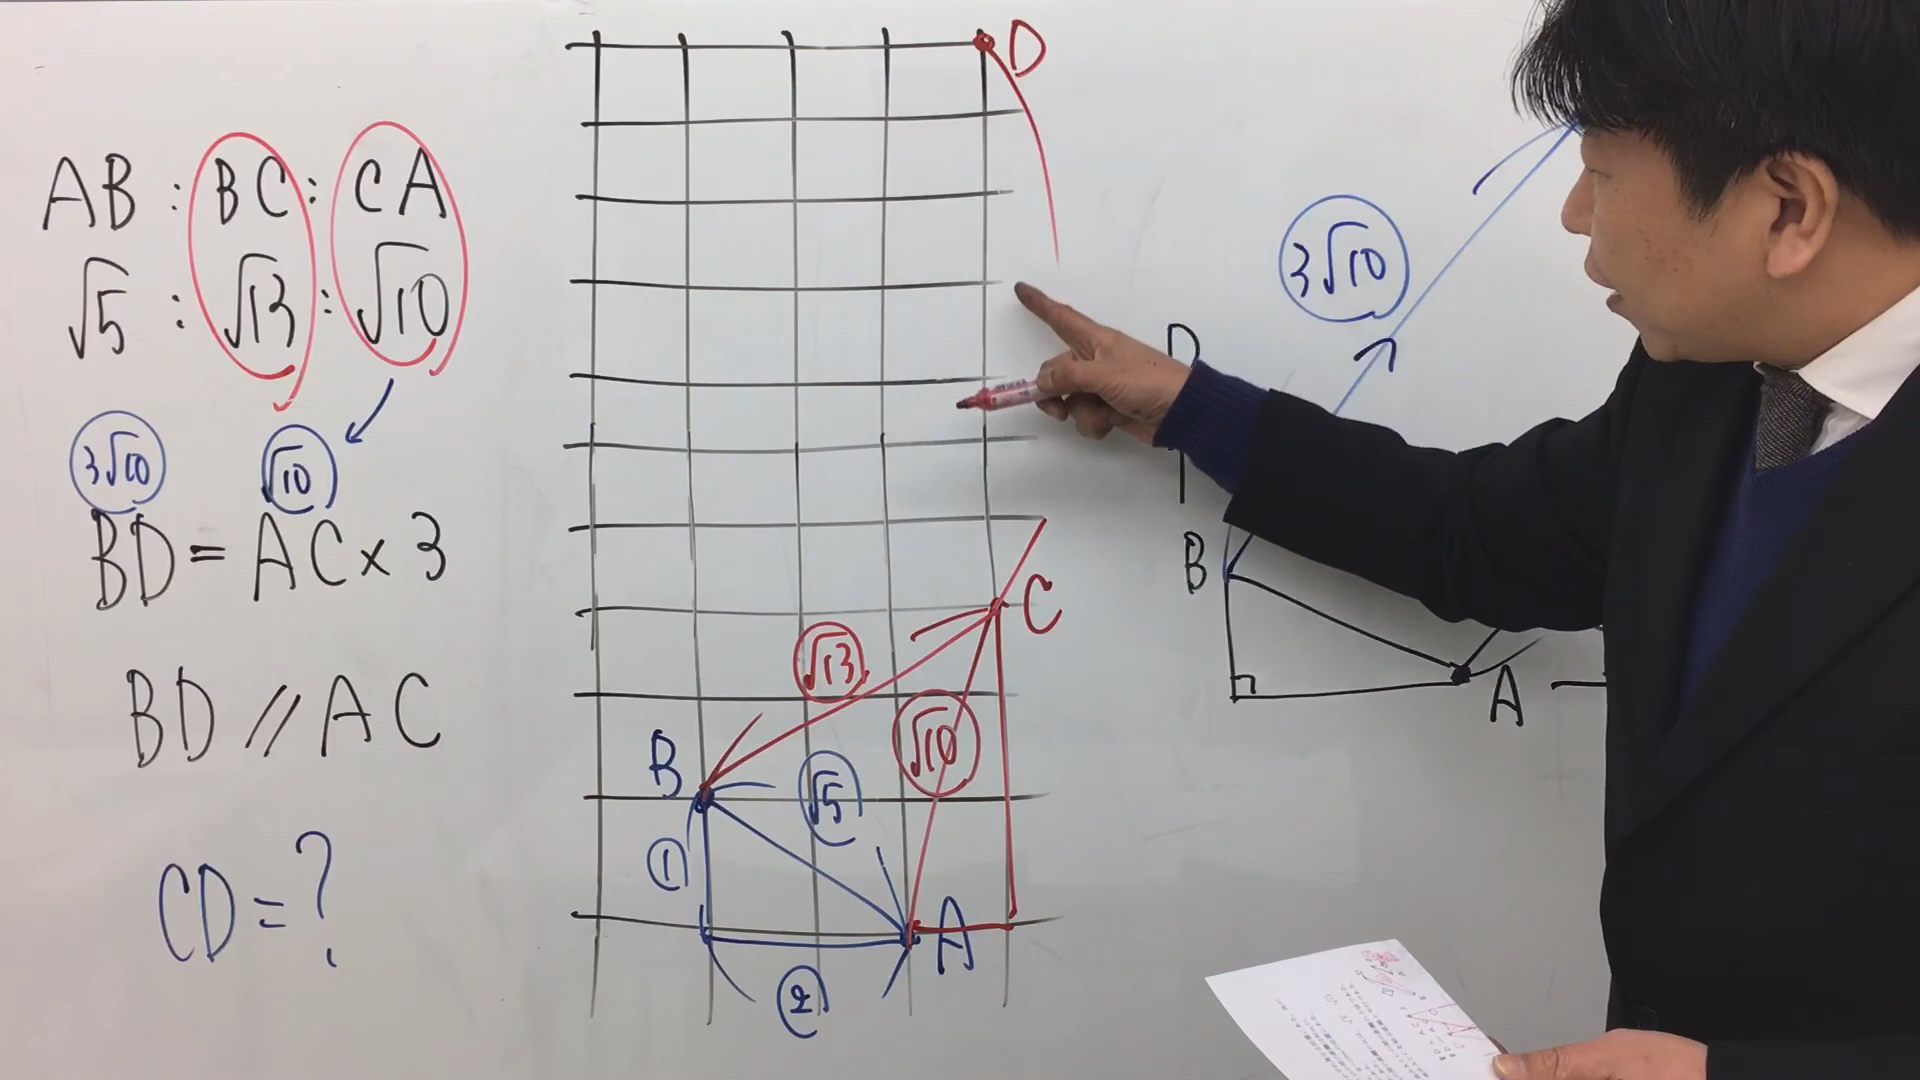 AB : BC : CA
√5 : √13 : √10
3√10 √10
BD = AC × 3
BD // AC
CD = ?
D
C
√13
√10
B
√5
①
A
②
3√10
B
A